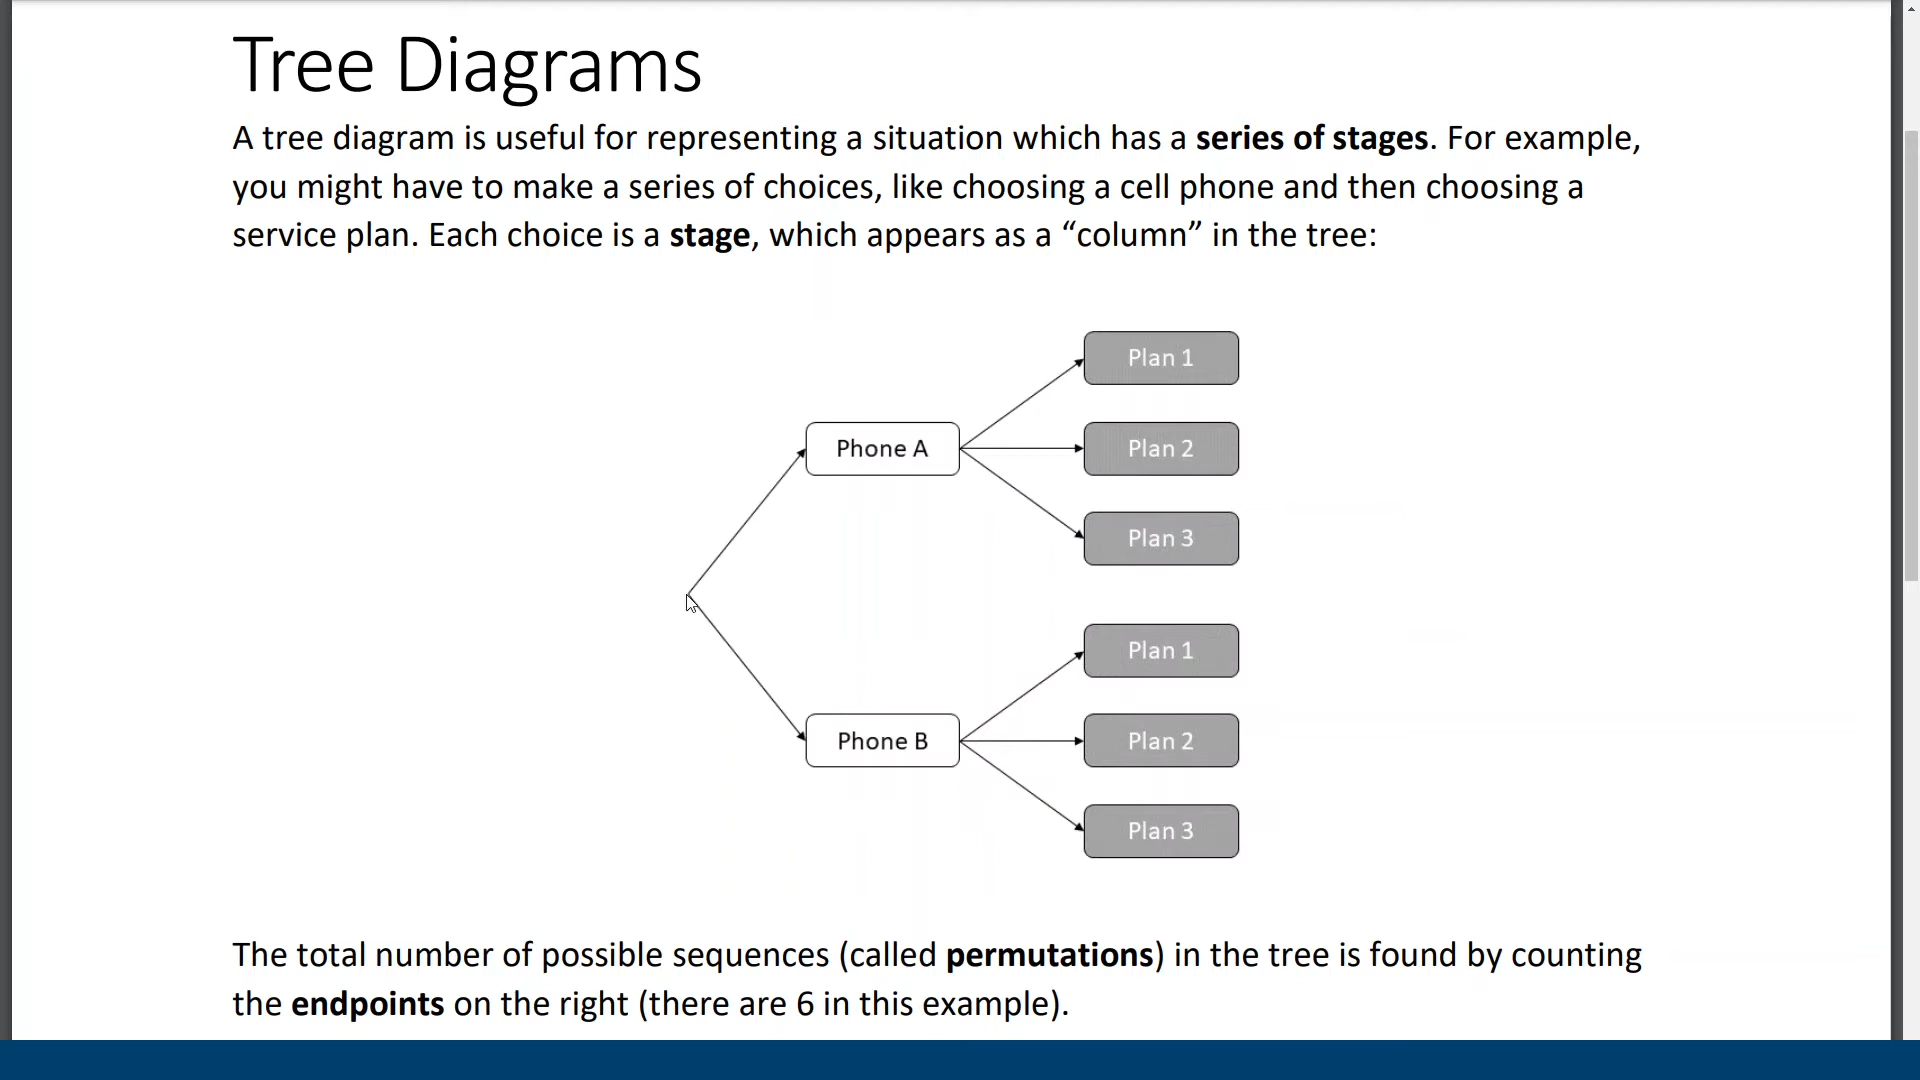 Tree Diagrams
A tree diagram is useful for representing a situation which has a series of stages. For example,
you might have to make a series of choices, like choosing a cell phone and then choosing a
service plan. Each choice is a stage, which appears as a “column” in the tree:
Plan 1
Phone A
Plan 2
Plan 3
Plan 1
Phone B
Plan 2
Plan 3
The total number of possible sequences (called permutations) in the tree is found by counting
the endpoints on the right (there are 6 in this example).